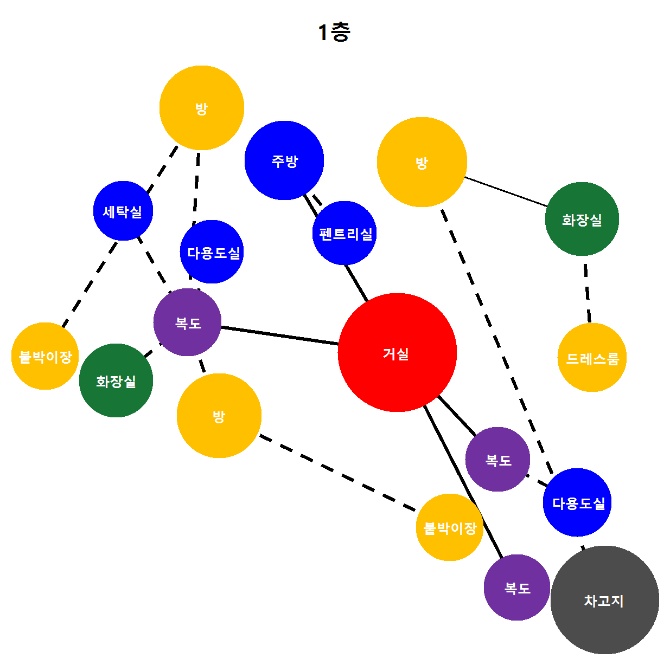 1층
방
주방
방
세탁실
화장실
펜트리실
다용도실
복도
거실
붙박이장
드레스룸
화장실
방
복도
다용도실
붙박이장
복도
차고지